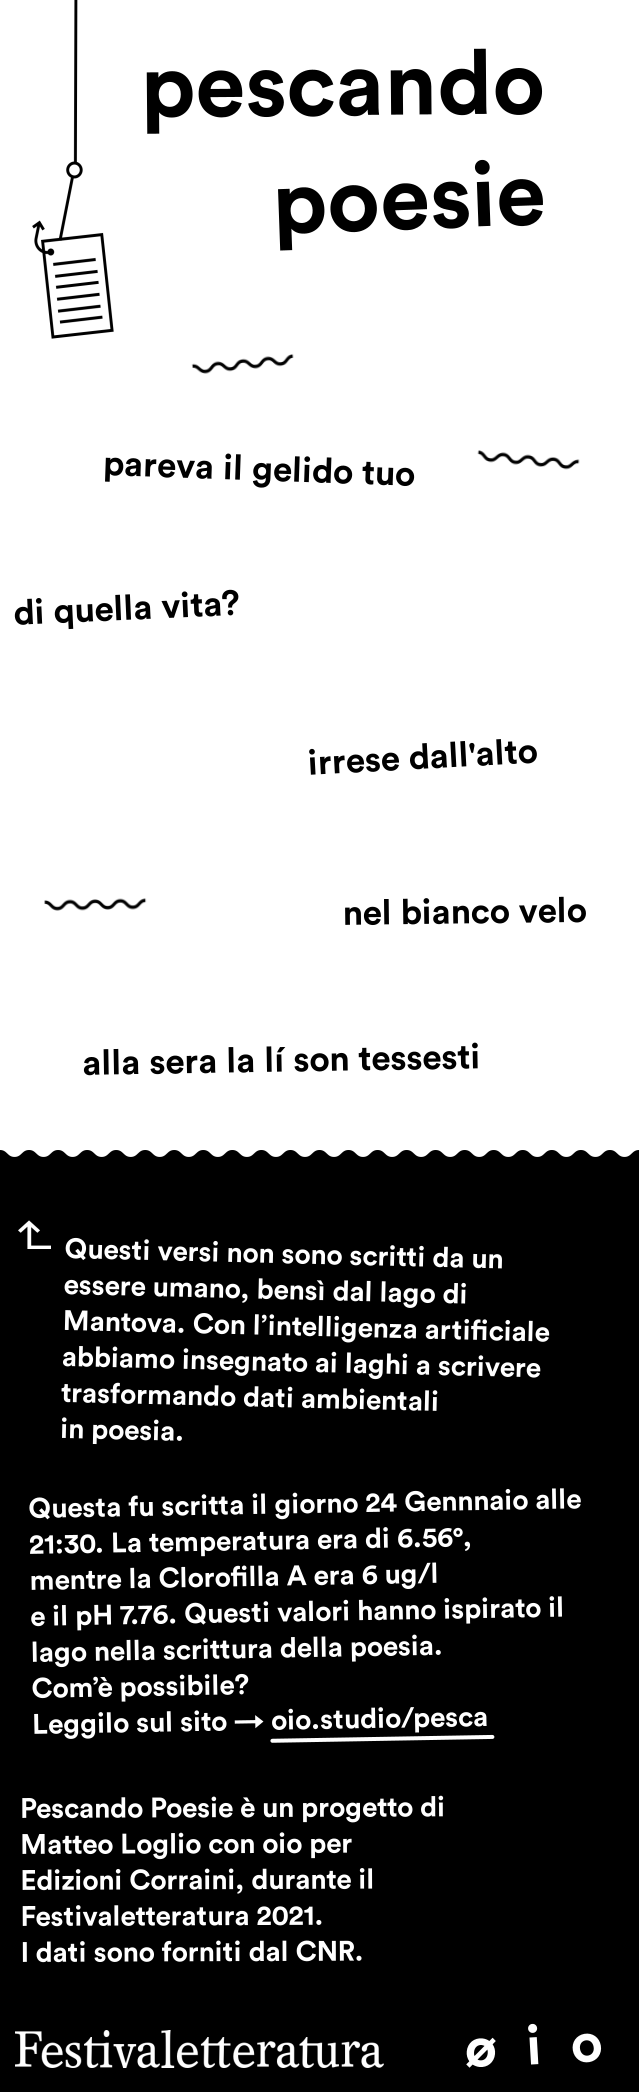 pescando
poesie
pareva il gelido tuo
di quella vita?
irrese dall'alto
nel bianco velo
alla sera la lí son tessesti
Questi versi non sono scritti da un
essere umano, bensì dal lago di
Mantova. Con l’intelligenza artificiale
abbiamo insegnato ai laghi a scrivere
trasformando dati ambientali
in poesia.
Questa fu scritta il giorno 24 Gennnaio alle
21:30. La temperatura era di 6.56°,
mentre la Clorofilla A era 6 ug/l
e il pH 7.76. Questi valori hanno ispirato il
lago nella scrittura della poesia.
Com’è possibile?
Leggilo sul sito → oio.studio/pesca
Pescando Poesie è un progetto di
Matteo Loglio con oio per
Edizioni Corraini, durante il
Festivaletteratura 2021.
I dati sono forniti dal CNR.
Festivaletteratura ø i o